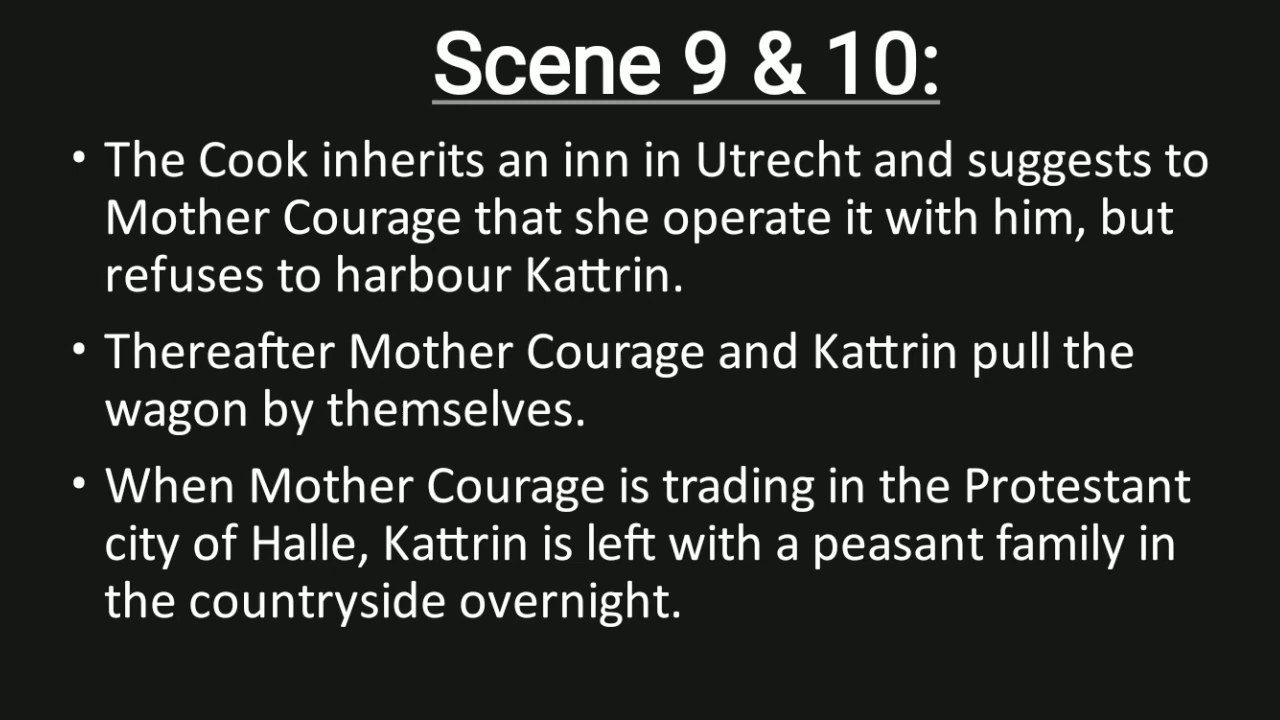 Scene 9 & 10:
• The Cook inherits an inn in Utrecht and suggests to
Mother Courage that she operate it with him, but
refuses to harbour Kattrin.
• Thereafter Mother Courage and Kattrin pull the
wagon by themselves.
• When Mother Courage is trading in the Protestant
city of Halle, Kattrin is left with a peasant family in
the countryside overnight.